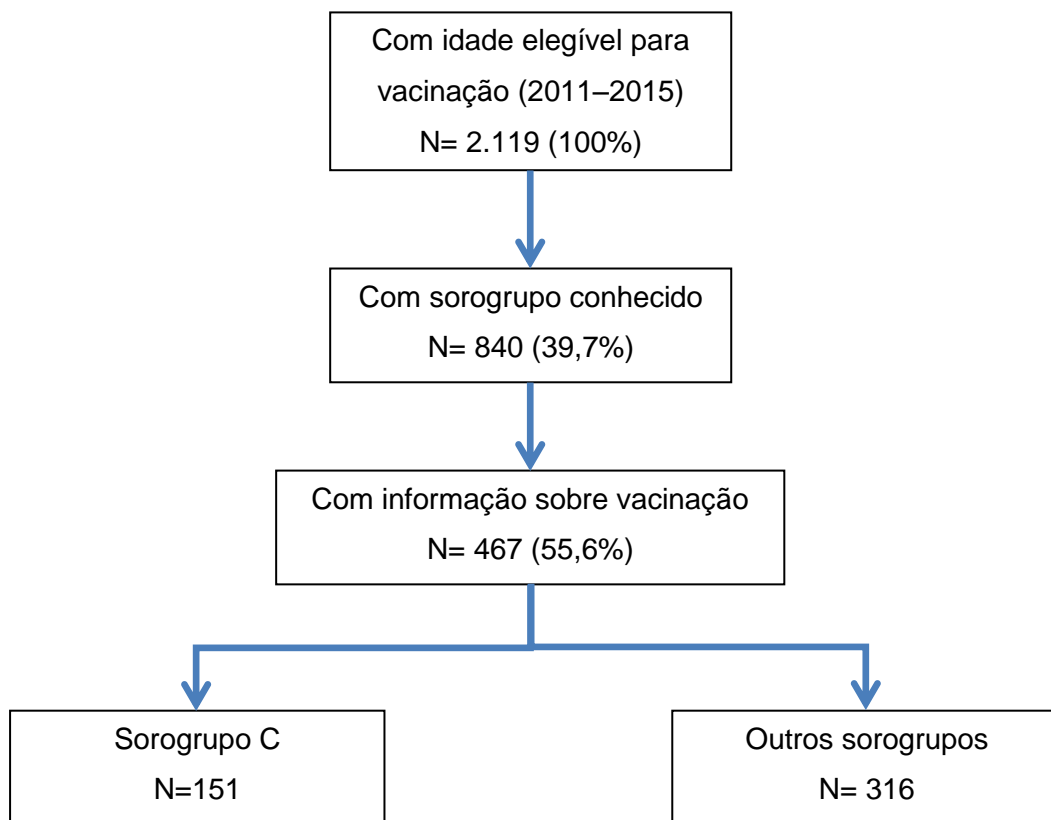 Com idade elegível para
vacinação (2011–2015)
N= 2.119 (100%)
Com sorogrupo conhecido
N= 840 (39,7%)
Com informação sobre vacinação
N= 467 (55,6%)
Sorogrupo C
N=151
Outros sorogrupos
N= 316